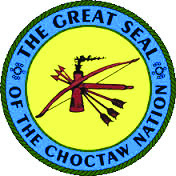 THE GREAT SEAL
OF THE CHOCTAW NATION